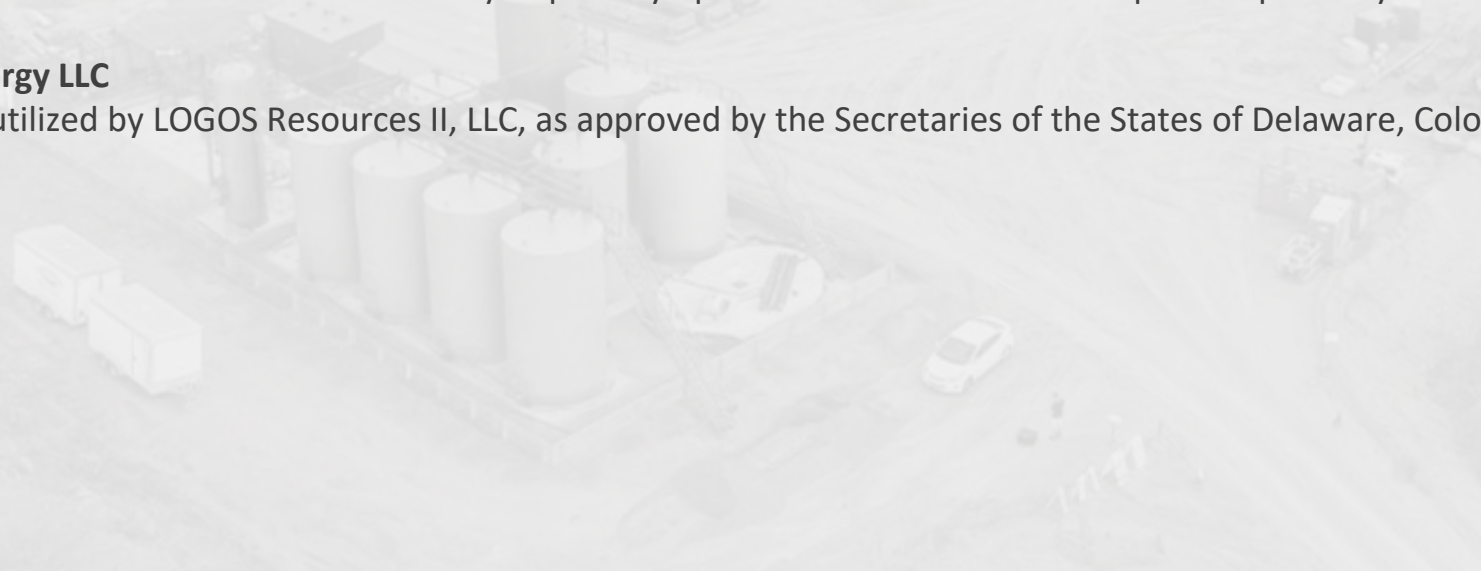 rgy LLC
utilized by LOGOS Resources II, LLC, as approved by the Secretaries of the States of Delaware, Colo